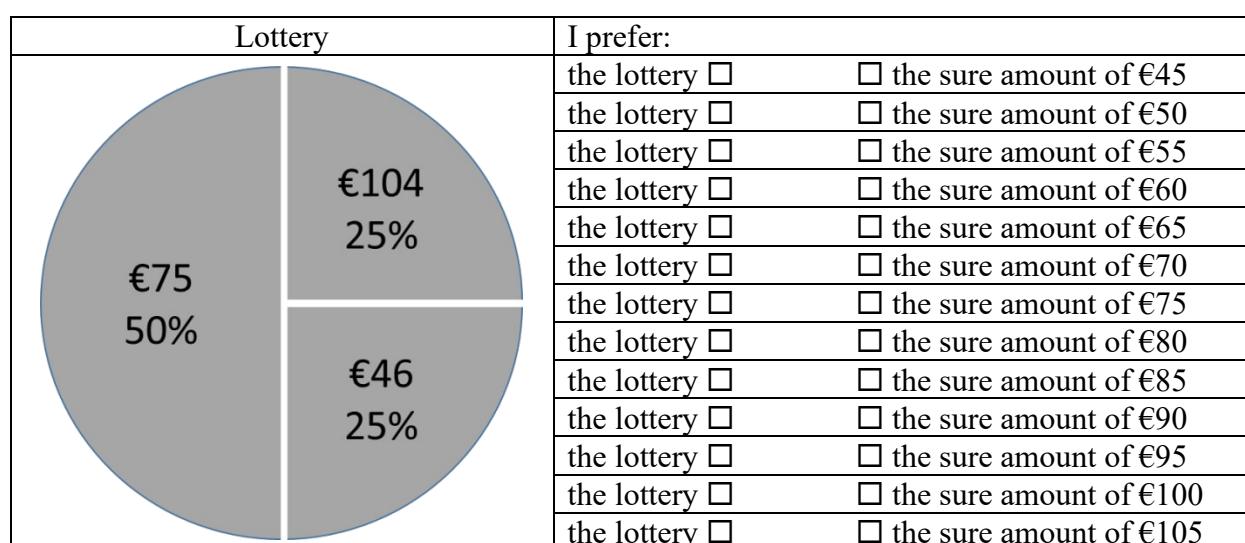 Lottery
I prefer:
€75
50%
€104
25%
€46
25%
the lottery ☐ ☐ the sure amount of €45
the lottery ☐ ☐ the sure amount of €50
the lottery ☐ ☐ the sure amount of €55
the lottery ☐ ☐ the sure amount of €60
the lottery ☐ ☐ the sure amount of €65
the lottery ☐ ☐ the sure amount of €70
the lottery ☐ ☐ the sure amount of €75
the lottery ☐ ☐ the sure amount of €80
the lottery ☐ ☐ the sure amount of €85
the lottery ☐ ☐ the sure amount of €90
the lottery ☐ ☐ the sure amount of €95
the lottery ☐ ☐ the sure amount of €100
the lottery ☐ ☐ the sure amount of €105